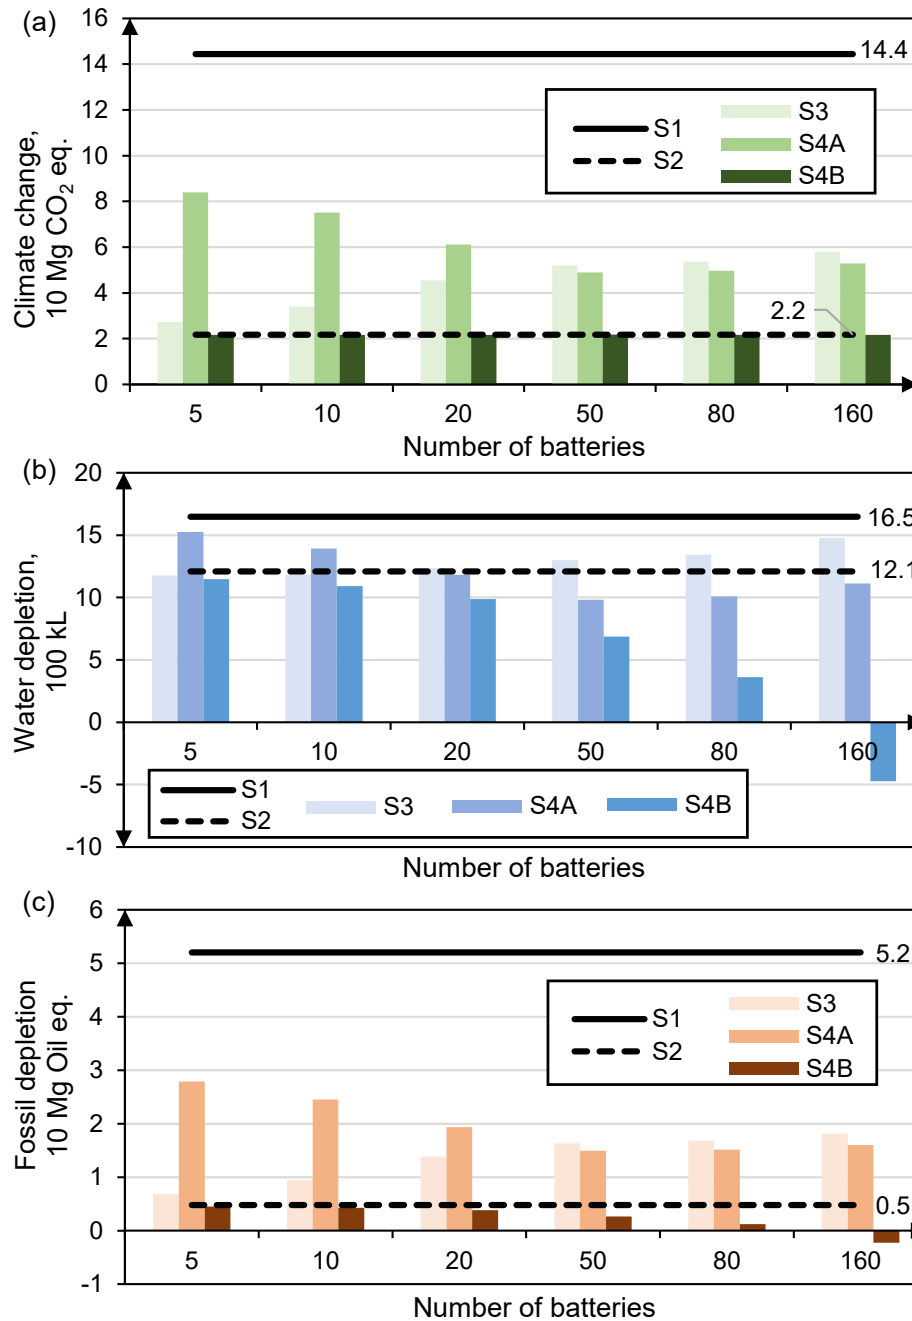 (a)
16
14
12
10
8
6
4
2
0
Climate change,
10 Mg CO₂ eq.
14.4
S1
S2
S3
S4A
S4B
2.2
5 10 20 50 80 160
Number of batteries
(b)
20
15
10
5
0
-5
-10
Water depletion,
100 kL
16.5
12.1
5 10 20 50 80 160
S1
S2
S3 S4A S4B
Number of batteries
(c)
6
5
4
3
2
1
0
-1
Fossil depletion
10 Mg Oil eq.
5.2
S1
S2
S3
S4A
S4B
0.5
5 10 20 50 80 160
Number of batteries